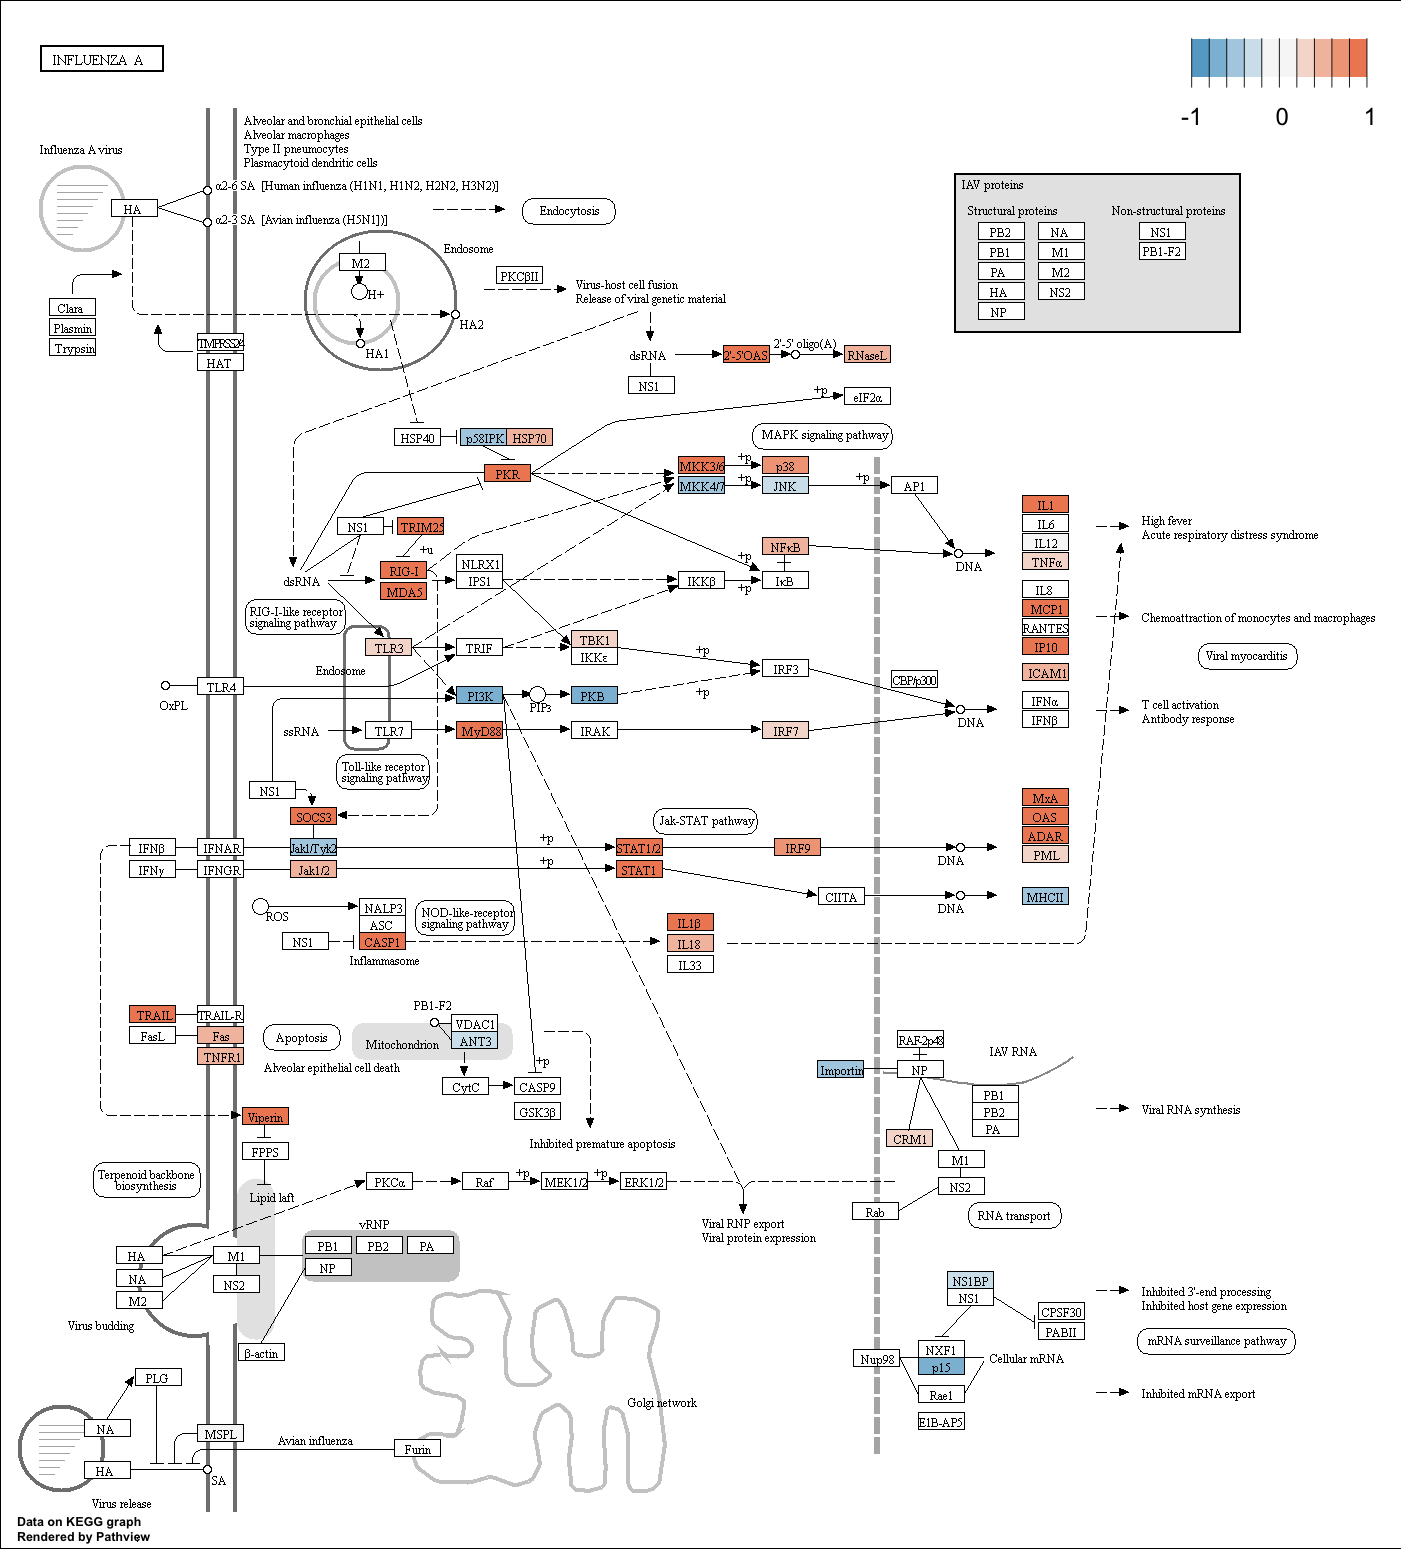 INFLUENZA A
-1 0 1
Alveolar and bronchial epithelial cells
Alveolar macrophages
Type II pneumocytes
Plasmacytoid dendritic cells
Influenza A virus
HA
α2-6 SA [Human influenza (H1N1, H1N2, H2N2, H3N2)]
α2-3 SA [Avian influenza (H5N1])]
Endocytosis
IAV proteins
Structural proteins
Non-structural proteins
PB2
NA
NS1
PB1
M1
PB1-F2
PA
M2
HA
NS2
NP
Endosome
M2
H+
HA2
HA1
PKCβII
Virus-host cell fusion
Release of viral genetic material
Clara
Plasmin
Trypsin
HAT
dsRNA
2'-5'OAS
2'-5' oligo(A)
RNaseL
NS1
+p
eIF2α
HSP40
p58IPK
HSP70
MAPK signaling pathway
PKR
MKK3/6
+p
p38
MKK4/7
+p
JNK
+p
AP1
NS1
TRIM25
+u
RIG-I
MDA5
dsRNA
NLRX1
IPS1
IKKβ
+p
+p
NFκB
IκB
DNA
IL1
IL6
IL12
TNFα
High fever
Acute respiratory distress syndrome
IL8
MCP1
RANTES
IP10
Chemoattraction of monocytes and macrophages
Viral myocarditis
ICAM1
RIG-I-like receptor
signaling pathway
TLR3
TRIF
TBK1
IKKε
+p
IRF3
CBP/p300
Endosome
TLR4
OxPL
PI3K
PIP3
PKB
+p
DNA
IFNα
IFNβ
T cell activation
Antibody response
ssRNA
TLR7
MyD88
IRAK
IRF7
Toll-like receptor
signaling pathway
NS1
SOCS3
Jak-STAT pathway
MxA
OAS
ADAR
PML
IFNβ
IFNAR
Jak1/Tyk2
+p
STAT1/2
IRF9
DNA
IFNγ
IFNGR
Jak1/2
+p
STAT1
CIITA
DNA
MHCII
ROS
NALP3
ASC
CASP1
NS1
Inflammasome
NOD-like-receptor
signaling pathway
IL1β
IL18
IL33
TRAIL
TRAIL-R
FasL
Fas
TNFR1
Apoptosis
Alveolar epithelial cell death
PB1-F2
VDAC1
ANT3
Mitochondrion
CytC
CASP9
+p
GSK3β
Inhibited premature apoptosis
Importin
NP
IAV RNA
PB1
PB2
PA
Viral RNA synthesis
CRM1
M1
NS2
Rab
RNA transport
Viperin
FPPS
Lipid laft
Terpenoid backbone
biosynthesis
PKCα
Raf
+p
MEK1/2
+p
ERK1/2
Viral RNP export
Viral protein expression
vRNP
PB1
PB2
PA
NP
HA
NA
M2
M1
NS2
Virus budding
β-actin
NS1BP
NS1
CPSF30
PABII
Inhibited 3'-end processing
Inhibited host gene expression
mRNA surveillance pathway
Nup98
NXF1
p15
Rae1
E1B-AP5
Cellular mRNA
Inhibited mRNA export
PLG
NA
HA
MSPL
SA
Avian influenza
Furin
Golgi network
Virus release
Data on KEGG graph
Rendered by Pathview